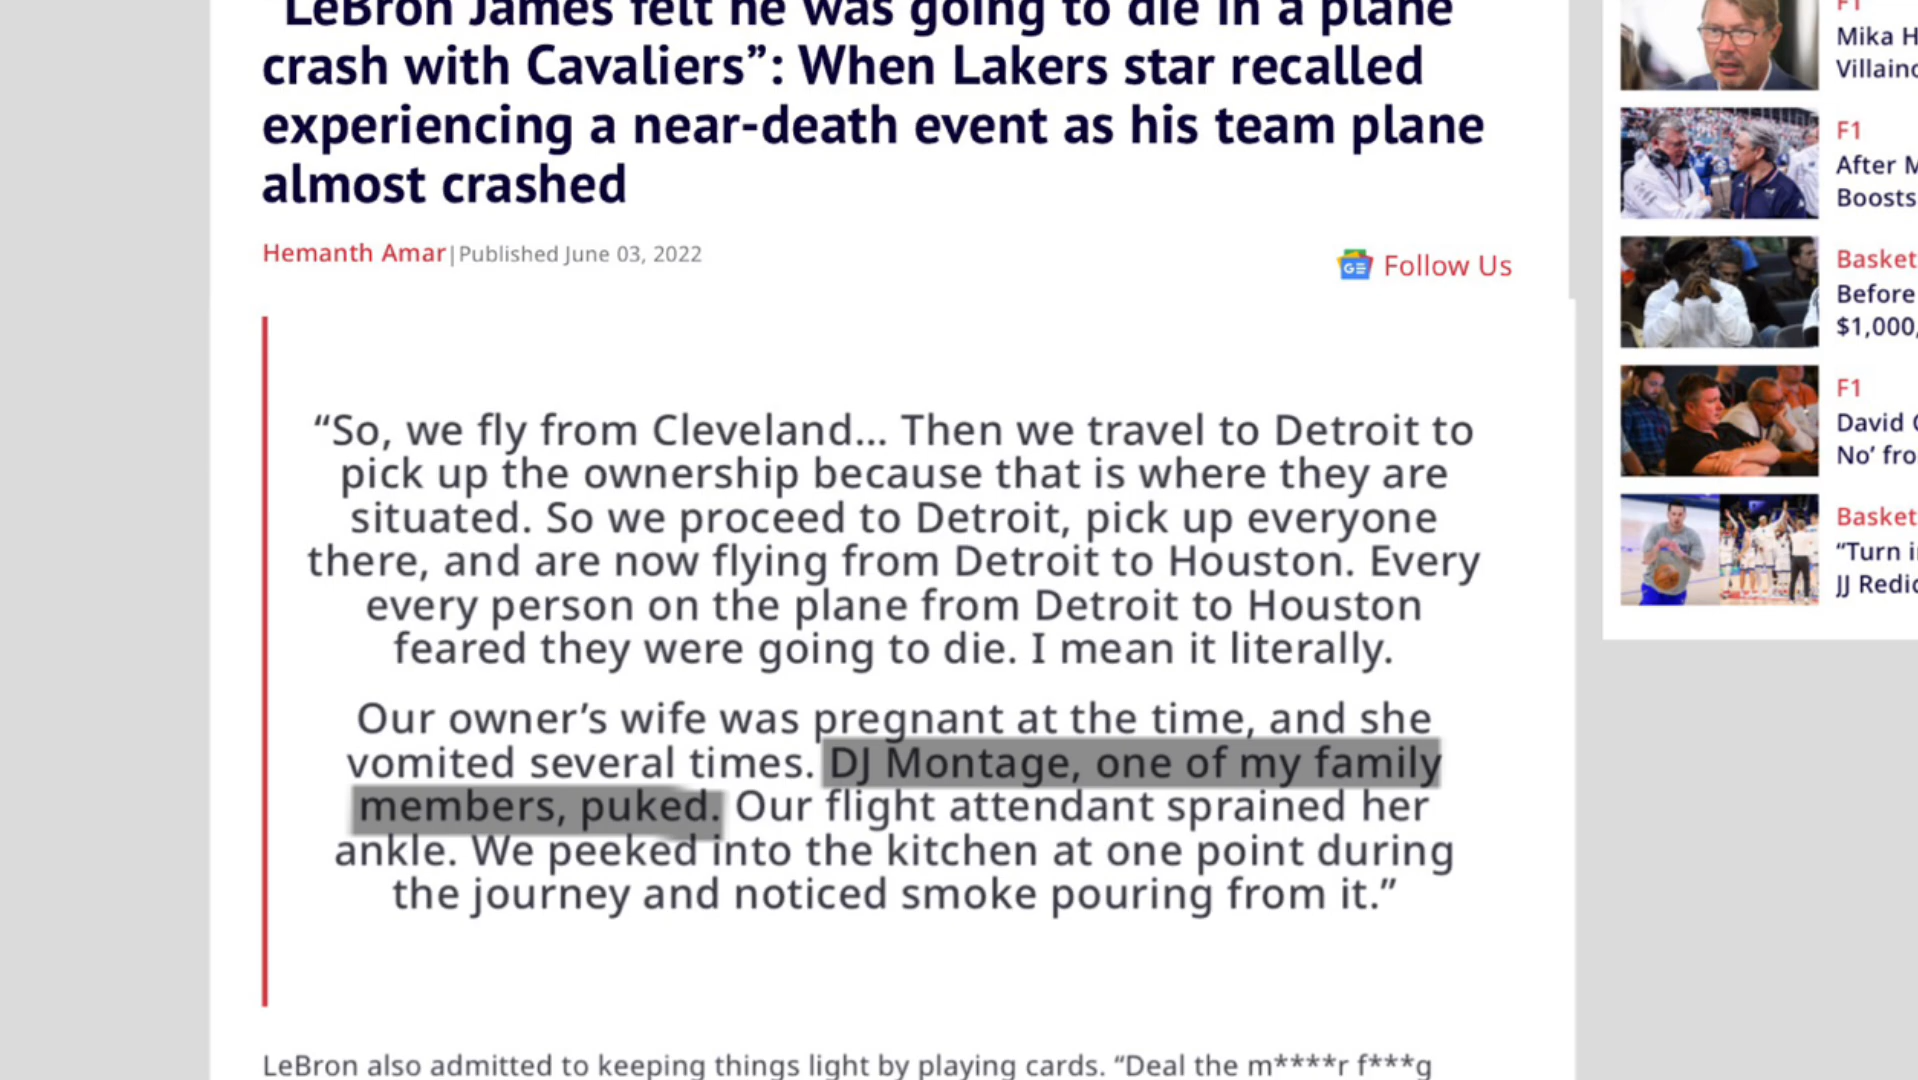 “LeBron James felt he was going to die in a plane
crash with Cavaliers”: When Lakers star recalled
experiencing a near-death event as his team plane
almost crashed
Hemanth Amar|Published June 03, 2022
GE Follow Us
“So, we fly from Cleveland... Then we travel to Detroit to
pick up the ownership because that is where they are
situated. So we proceed to Detroit, pick up everyone
there, and are now flying from Detroit to Houston. Every
every person on the plane from Detroit to Houston
feared they were going to die. I mean it literally.
Our owner’s wife was pregnant at the time, and she
vomited several times. DJ Montage, one of my family
members, puked. Our flight attendant sprained her
ankle. We peeked into the kitchen at one point during
the journey and noticed smoke pouring from it.”
LeBron also admitted to keeping things light by playing cards. “Deal the m****r f***g
F1
Mika H
Villaino
F1
After M
Boosts
Basket
Before
$1,000,
F1
David C
No’ fro
Basket
“Turn i
JJ Redic